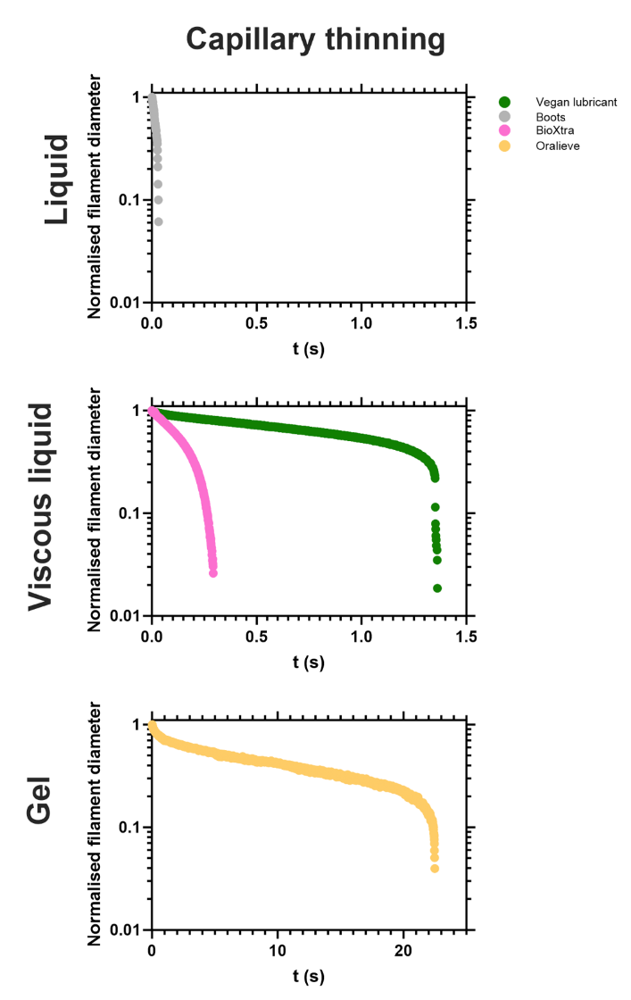 Capillary thinning
Liquid
Normalised filament diameter
1
0.1
0.01
0.0
0.5
1.0
1.5
t (s)
Vegan lubricant
Boots
BioXtra
Oralieve
Viscous liquid
Normalised filament diameter
1
0.1
0.01
0.0
0.5
1.0
1.5
t (s)
Gel
Normalised filament diameter
1
0.1
0.01
0
10
20
t (s)